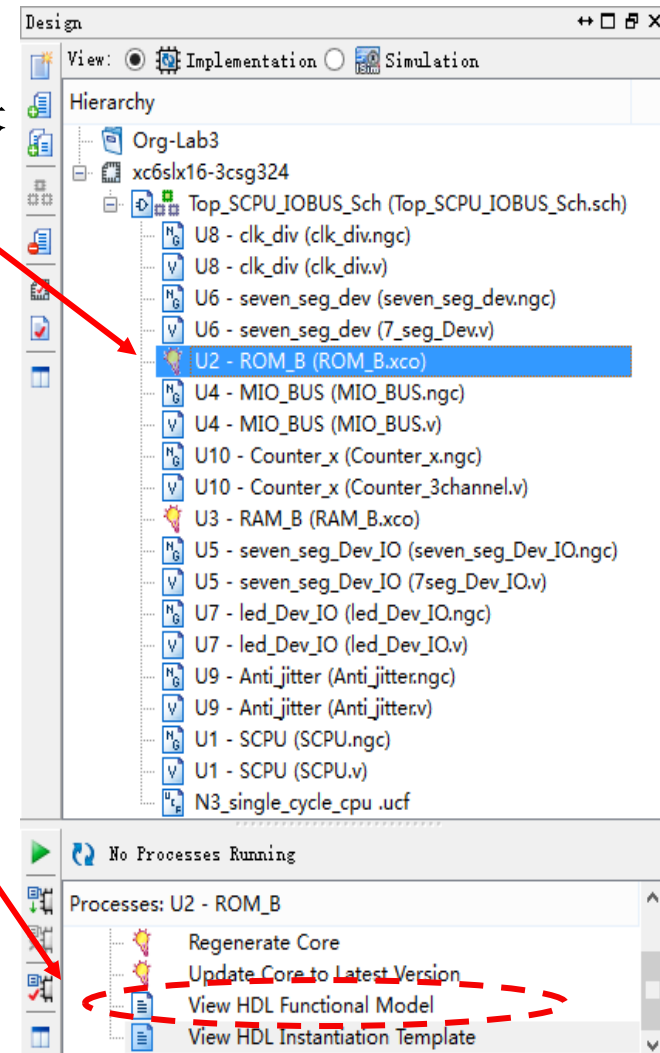 Design
View: Implementation Simulation
Hierarchy
Org-Lab3
xc6slx16-3csg324
Top_SCPU_IOBUS_Sch (Top_SCPU_IOBUS_Sch.sch)
U8 - clk_div (clk_div.ngc)
U8 - clk_div (clk_div.v)
U6 - seven_seg_dev (seven_seg_dev.ngc)
U6 - seven_seg_dev (7_seg_Dev.v)
U2 - ROM_B (ROM_B.xco)
U4 - MIO_BUS (MIO_BUS.ngc)
U4 - MIO_BUS (MIO_BUS.v)
U10 - Counter_x (Counter_x.ngc)
U10 - Counter_x (Counter_3channel.v)
U3 - RAM_B (RAM_B.xco)
U5 - seven_seg_Dev_IO (seven_seg_Dev_IO.ngc)
U5 - seven_seg_Dev_IO (7seg_Dev_IO.v)
U7 - led_Dev_IO (led_Dev_IO.ngc)
U7 - led_Dev_IO (led_Dev_IO.v)
U9 - Anti_jitter (Anti_jitter.ngc)
U9 - Anti_jitter (Anti_jitter.v)
U1 - SCPU (SCPU.ngc)
U1 - SCPU (SCPU.v)
N3_single_cycle_cpu .ucf
No Processes Running
Processes: U2 - ROM_B
Regenerate Core
Update Core to Latest Version
View HDL Functional Model
View HDL Instantiation Template